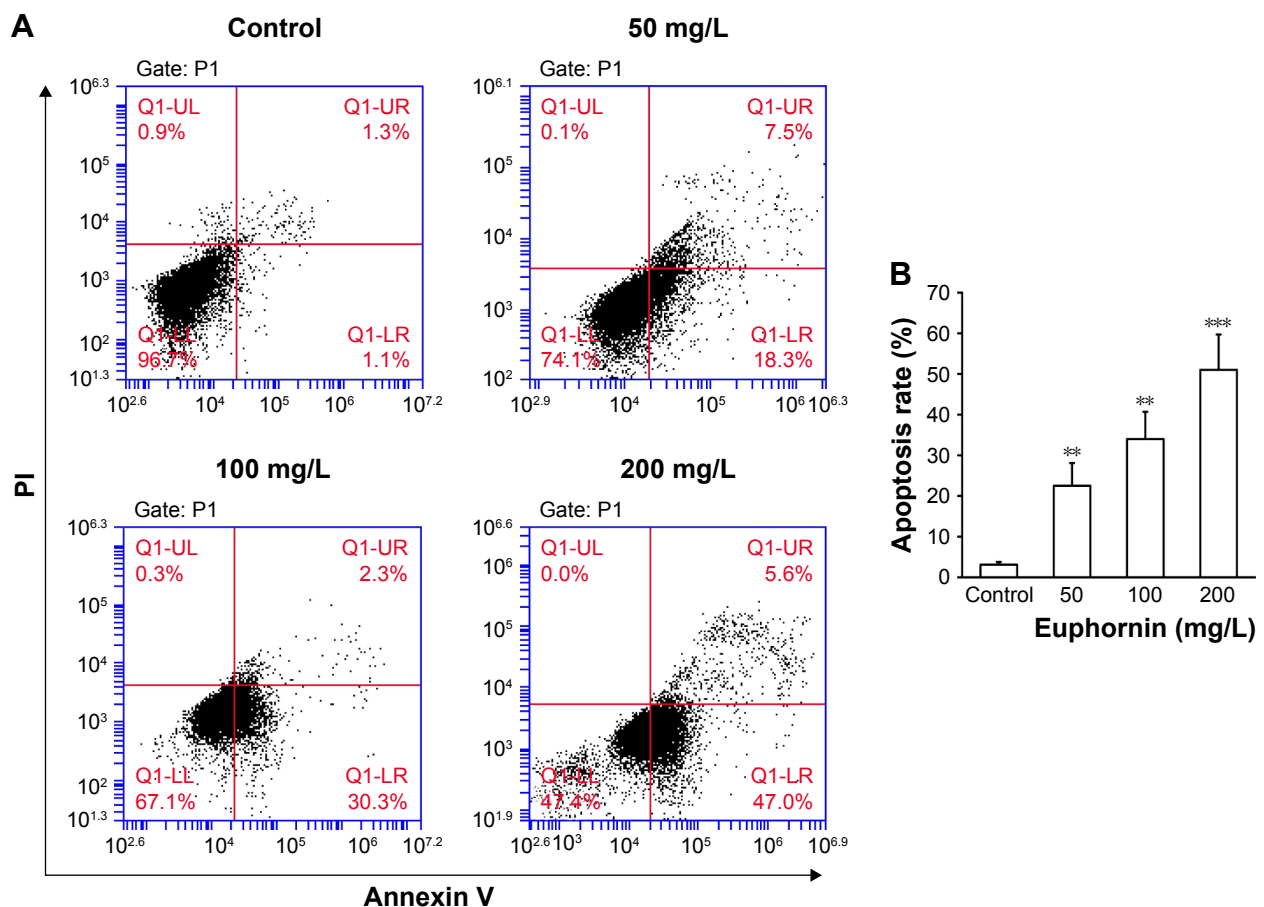 A
Control
50 mg/L
Gate: P1
Gate: P1
10^6.3
10^5
10^4
10^3
10^2
10^1.3
Q1-UL
0.9%
Q1-UR
1.3%
Q1-LL
96.7%
Q1-LR
1.1%
10^2.6 10^4 10^5 10^6 10^7.2
10^6.1
10^5
10^4
10^3
10^2
Q1-UL
0.1%
Q1-UR
7.5%
Q1-LL
74.1%
Q1-LR
18.3%
10^2.9 10^4 10^5 10^6 10^6.3
PI
100 mg/L
200 mg/L
Gate: P1
Gate: P1
10^6.3
10^5
10^4
10^3
10^2
10^1.3
Q1-UL
0.3%
Q1-UR
2.3%
Q1-LL
67.1%
Q1-LR
30.3%
10^2.6 10^4 10^5 10^6 10^7.2
10^6.6
10^6
10^5
10^4
10^3
10^1.9
Q1-UL
0.0%
Q1-UR
5.6%
Q1-LL
47.4%
Q1-LR
47.0%
10^2.6 10^3 10^4 10^5 10^6 10^6.9
Annexin V
B
Apoptosis rate (%)
70
60
50
40
30
20
10
0
**
**
***
Control 50 100 200
Euphornin (mg/L)